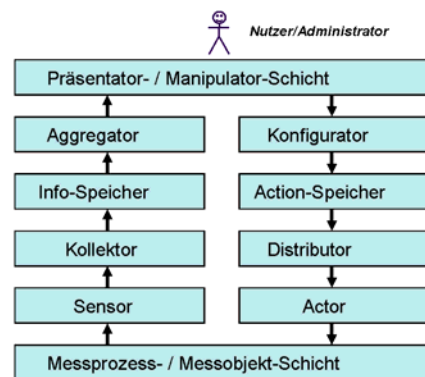 Nutzer/Administrator
Präsentator- / Manipulator-Schicht
Aggregator
Konfigurator
Info-Speicher
Action-Speicher
Kollektor
Distributor
Sensor
Actor
Messprozess- / Messobjekt-Schicht